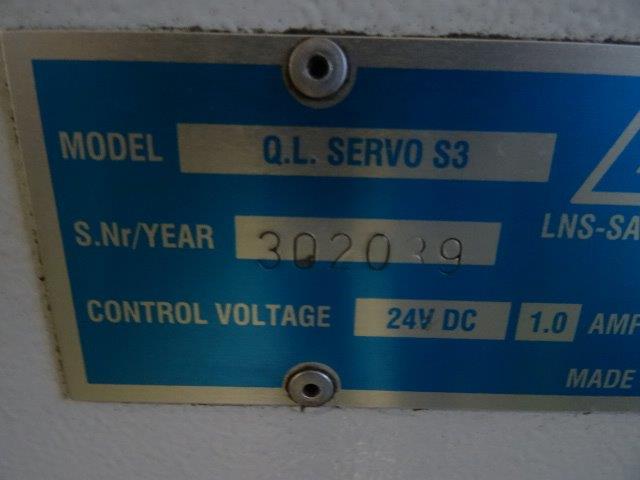 MODEL Q.L. SERVO S3
S.Nr/YEAR 302039
LNS-SA
CONTROL VOLTAGE 24V DC 1.0 AMP
MADE